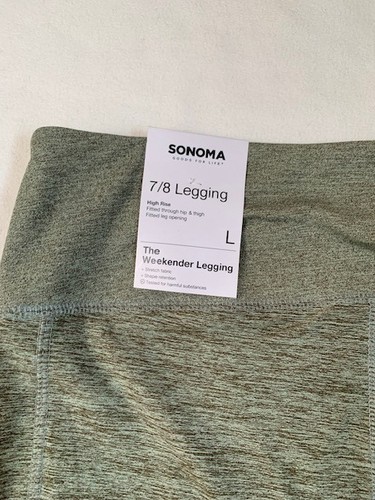 SONOMA
GOODS FOR LIFE
7/8 Legging
High Rise
Fitted through hip & thigh
Fitted leg opening
L
The
Weekender Legging
Stretch fabric
Shape retention
Tested for harmful substances